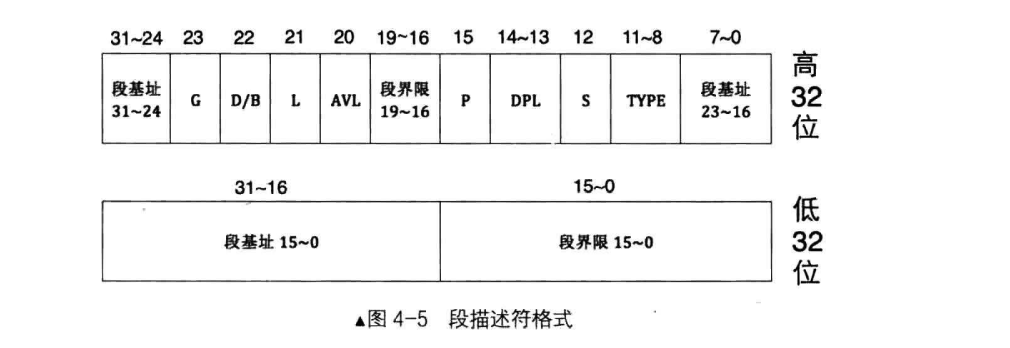 31~24 23 22 21 20 19~16 15 14~13 12 11~8 7~0
段基址 31~24 G D/B L AVL 段界限 19~16 P DPL S TYPE 段基址 23~16
高32位
31~16 15~0
段基址 15~0 段界限 15~0
低32位
▲图 4-5 段描述符格式